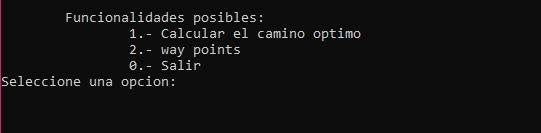 Funcionalidades posibles:
1.- Calcular el camino optimo
2.- way points
0.- Salir
Seleccione una opcion: